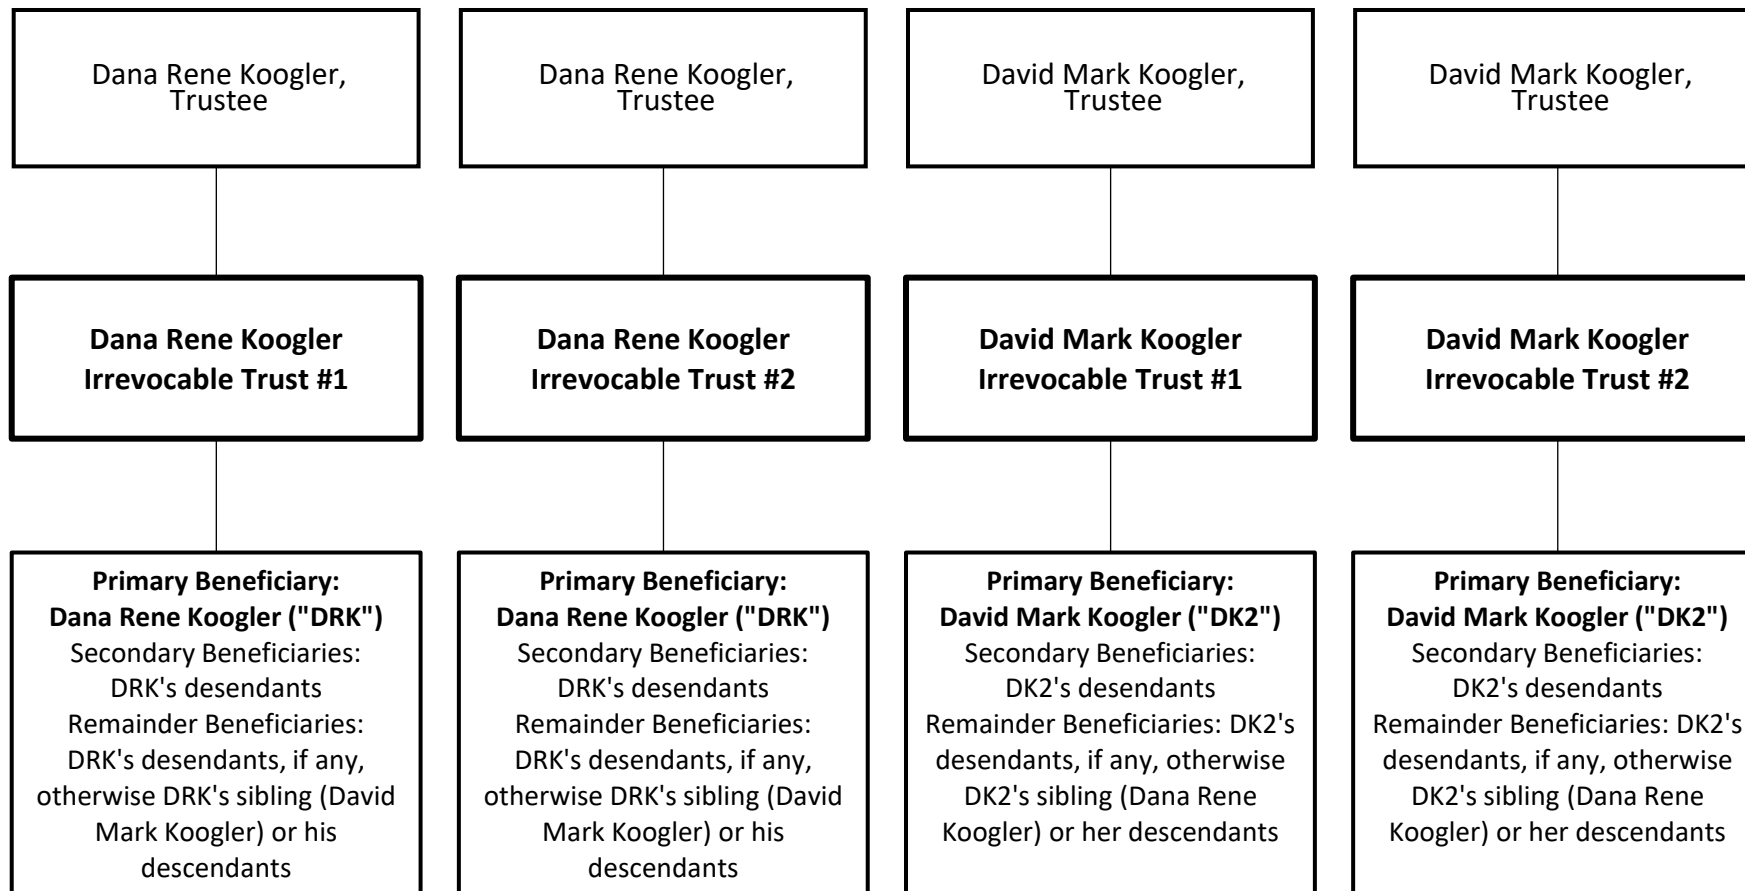 Dana Rene Koogler,
Trustee
Dana Rene Koogler,
Trustee
David Mark Koogler,
Trustee
David Mark Koogler,
Trustee
Dana Rene Koogler
Irrevocable Trust #1
Dana Rene Koogler
Irrevocable Trust #2
David Mark Koogler
Irrevocable Trust #1
David Mark Koogler
Irrevocable Trust #2
Primary Beneficiary:
Dana Rene Koogler ("DRK")
Secondary Beneficiaries:
DRK's desendants
Remainder Beneficiaries:
DRK's desendants, if any,
otherwise DRK's sibling (David
Mark Koogler) or his
descendants
Primary Beneficiary:
Dana Rene Koogler ("DRK")
Secondary Beneficiaries:
DRK's desendants
Remainder Beneficiaries:
DRK's desendants, if any,
otherwise DRK's sibling (David
Mark Koogler) or his
descendants
Primary Beneficiary:
David Mark Koogler ("DK2")
Secondary Beneficiaries:
DK2's desendants
Remainder Beneficiaries: DK2's
desendants, if any, otherwise
DK2's sibling (Dana Rene
Koogler) or her descendants
Primary Beneficiary:
David Mark Koogler ("DK2")
Secondary Beneficiaries:
DK2's desendants
Remainder Beneficiaries: DK2's
desendants, if any, otherwise
DK2's sibling (Dana Rene
Koogler) or her descendants